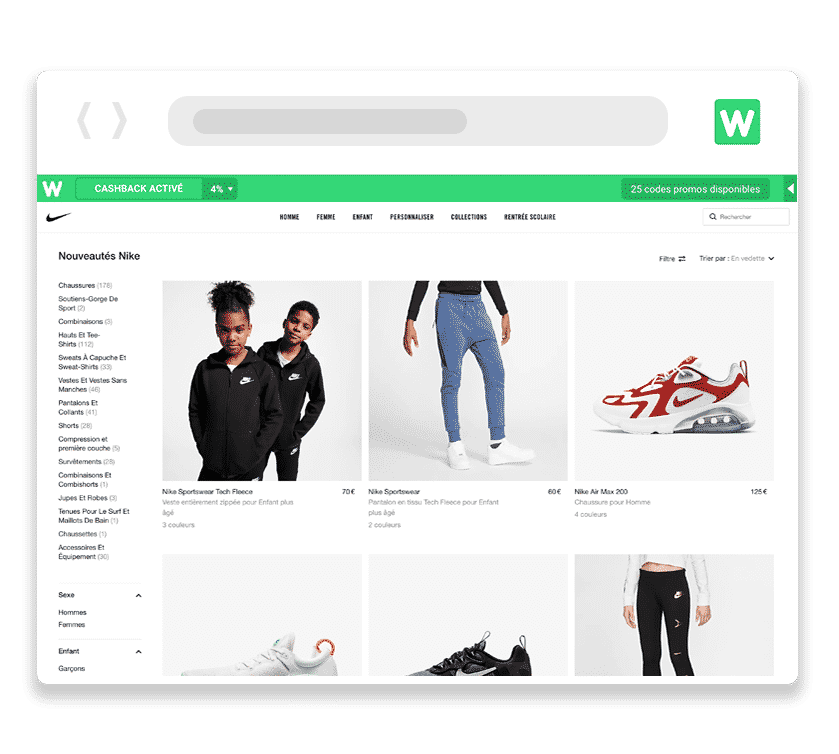 W
W
CASHBACK ACTIVÉ
4%
25 codes promos disponibles
HOMME
FEMME
ENFANT
PERSONNALISER
COLLECTIONS
RENTRÉE SCOLAIRE
Rechercher
Nouveautés Nike
Filtre
Trier par : En vedette
Chaussures (176)
Soutiens-Gorge De
Sport (2)
Combinaisons (3)
Hauts Et Tee-
Shirts (112)
Sweats À Capuche Et
Sweat-Shirts (33)
Vestes Et Vestes Sans
Manches (46)
Pantalons Et
Collants (41)
Shorts (28)
Compression et
première couche (5)
Survêtements (28)
Combinaisons Et
Combishorts (1)
Jupes Et Robes (3)
Tenues Pour Le Surf Et
Maillots De Bain (1)
Chaussettes (1)
Accessoires Et
Équipement (30)
Sexe
Hommes
Femmes
Enfant
Garçons
Nike Sportswear Tech Fleece 70 €
Veste entièrement zippée pour Enfant plus
âgé
3 couleurs
Nike Sportswear 60 €
Pantalon en tissu Tech Fleece pour Enfant
plus âgé
2 couleurs
Nike Air Max 200 125 €
Chaussure pour Homme
4 couleurs